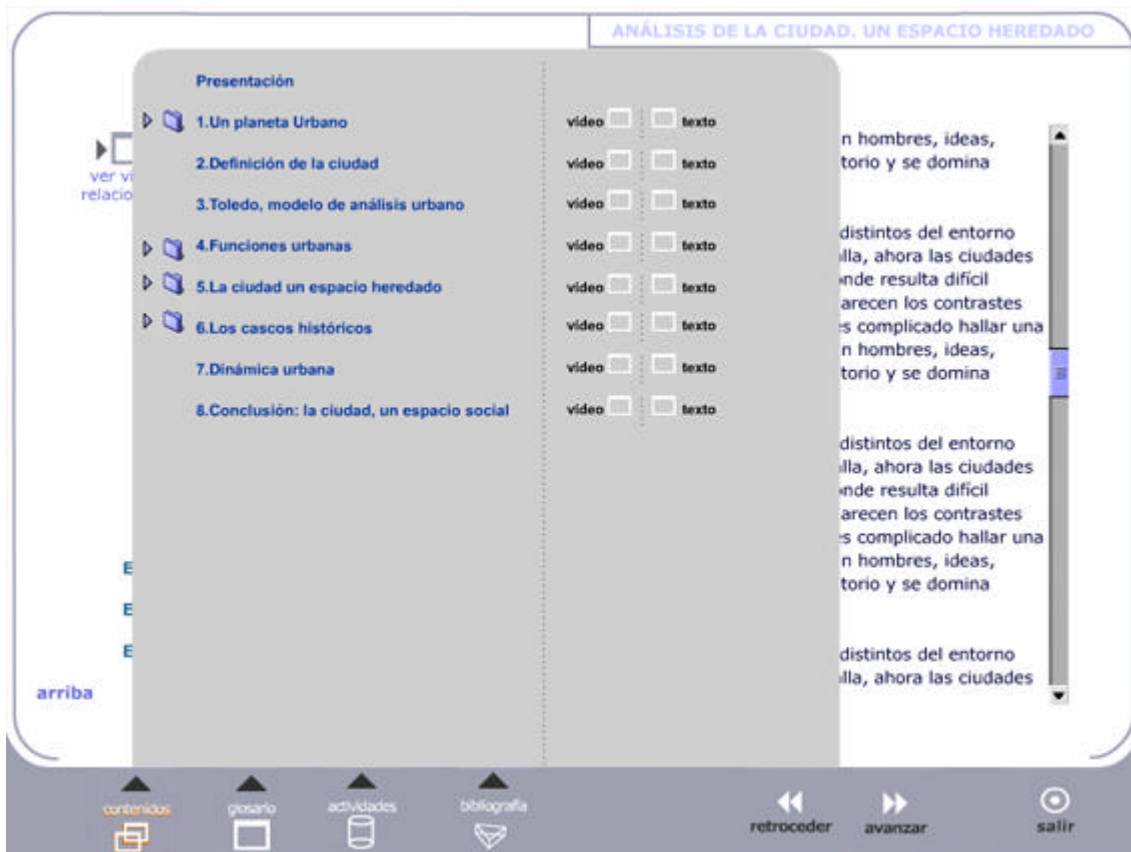 ANÁLISIS DE LA CIUDAD. UN ESPACIO HEREDADO
Presentación
1.Un planeta Urbano video texto
2.Definición de la ciudad video texto
3.Toledo, modelo de análisis urbano video texto
4.Funciones urbanas video texto
5.La ciudad un espacio heredado video texto
6.Los cascos históricos video texto
7.Dinámica urbana video texto
8.Conclusión: la ciudad, un espacio social video texto
ver vi
relacio
n hombres, ideas,
torio y se domina
distintos del entorno
lla, ahora las ciudades
nde resulta difícil
arecen los contrastes
s complicado hallar una
n hombres, ideas,
torio y se domina
distintos del entorno
lla, ahora las ciudades
nde resulta difícil
arecen los contrastes
s complicado hallar una
n hombres, ideas,
torio y se domina
distintos del entorno
lla, ahora las ciudades
E
E
E
arriba
contenidos glosario actividades bibliografía
retroceder avanzar salir